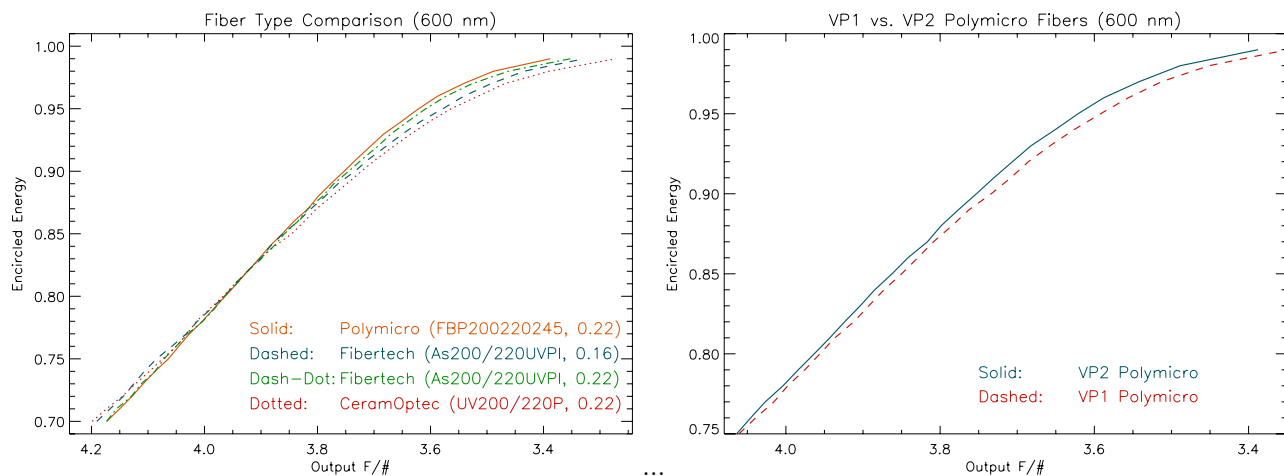 Fiber Type Comparison (600 nm)
1.00
0.95
0.90
0.85
0.80
0.75
0.70
Encircled Energy
Solid: Polymicro (FBP200220245, 0.22)
Dashed: Fibertech (As200/220UVPI, 0.16)
Dash-Dot: Fibertech (As200/220UVPI, 0.22)
Dotted: CeramOptec (UV200/220P, 0.22)
4.2 4.0 3.8 3.6 3.4
Output F/#
...
VP1 vs. VP2 Polymicro Fibers (600 nm)
1.00
0.95
0.90
0.85
0.80
0.75
Encircled Energy
Solid: VP2 Polymicro
Dashed: VP1 Polymicro
4.0 3.8 3.6 3.4
Output F/#